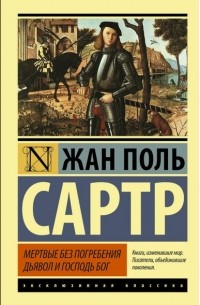 N ЖАН ПОЛЬ
САРТР
МЕРТВЫЕ БЕЗ ПОГРЕБЕНИЯ
ДЬЯВОЛ И ГОСПОДЬ БОГ
Книги, изменившие мир.
Писатели, объединившие
поколения.
ЭКСКЛЮЗИВНАЯ КЛАССИКА